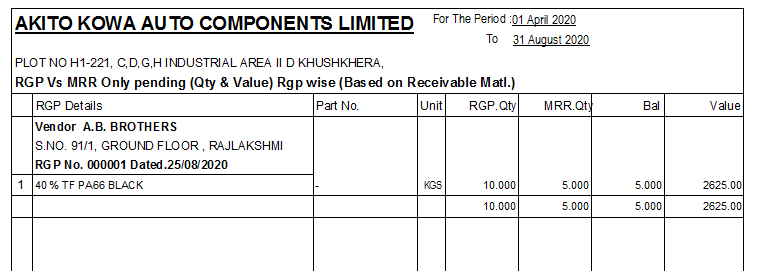 AKITO KOWA AUTO COMPONENTS LIMITED For The Period :01 April 2020
To 31 August 2020
PLOT NO H1-221, C,D,G,H INDUSTRIAL AREA II D KHUSHKHERA,
RGP Vs MRR Only pending (Qty & Value) Rgp wise (Based on Receivable Matl.)
RGP Details Part No. Unit RGP.Qty MRR.Qty Bal Value
Vendor A.B. BROTHERS
S.NO. 91/1, GROUND FLOOR , RAJLAKSHMI
RGP No. 000001 Dated.25/08/2020
1 40 % TF PA66 BLACK - KGS 10.000 5.000 5.000 2625.00
10.000 5.000 5.000 2625.00